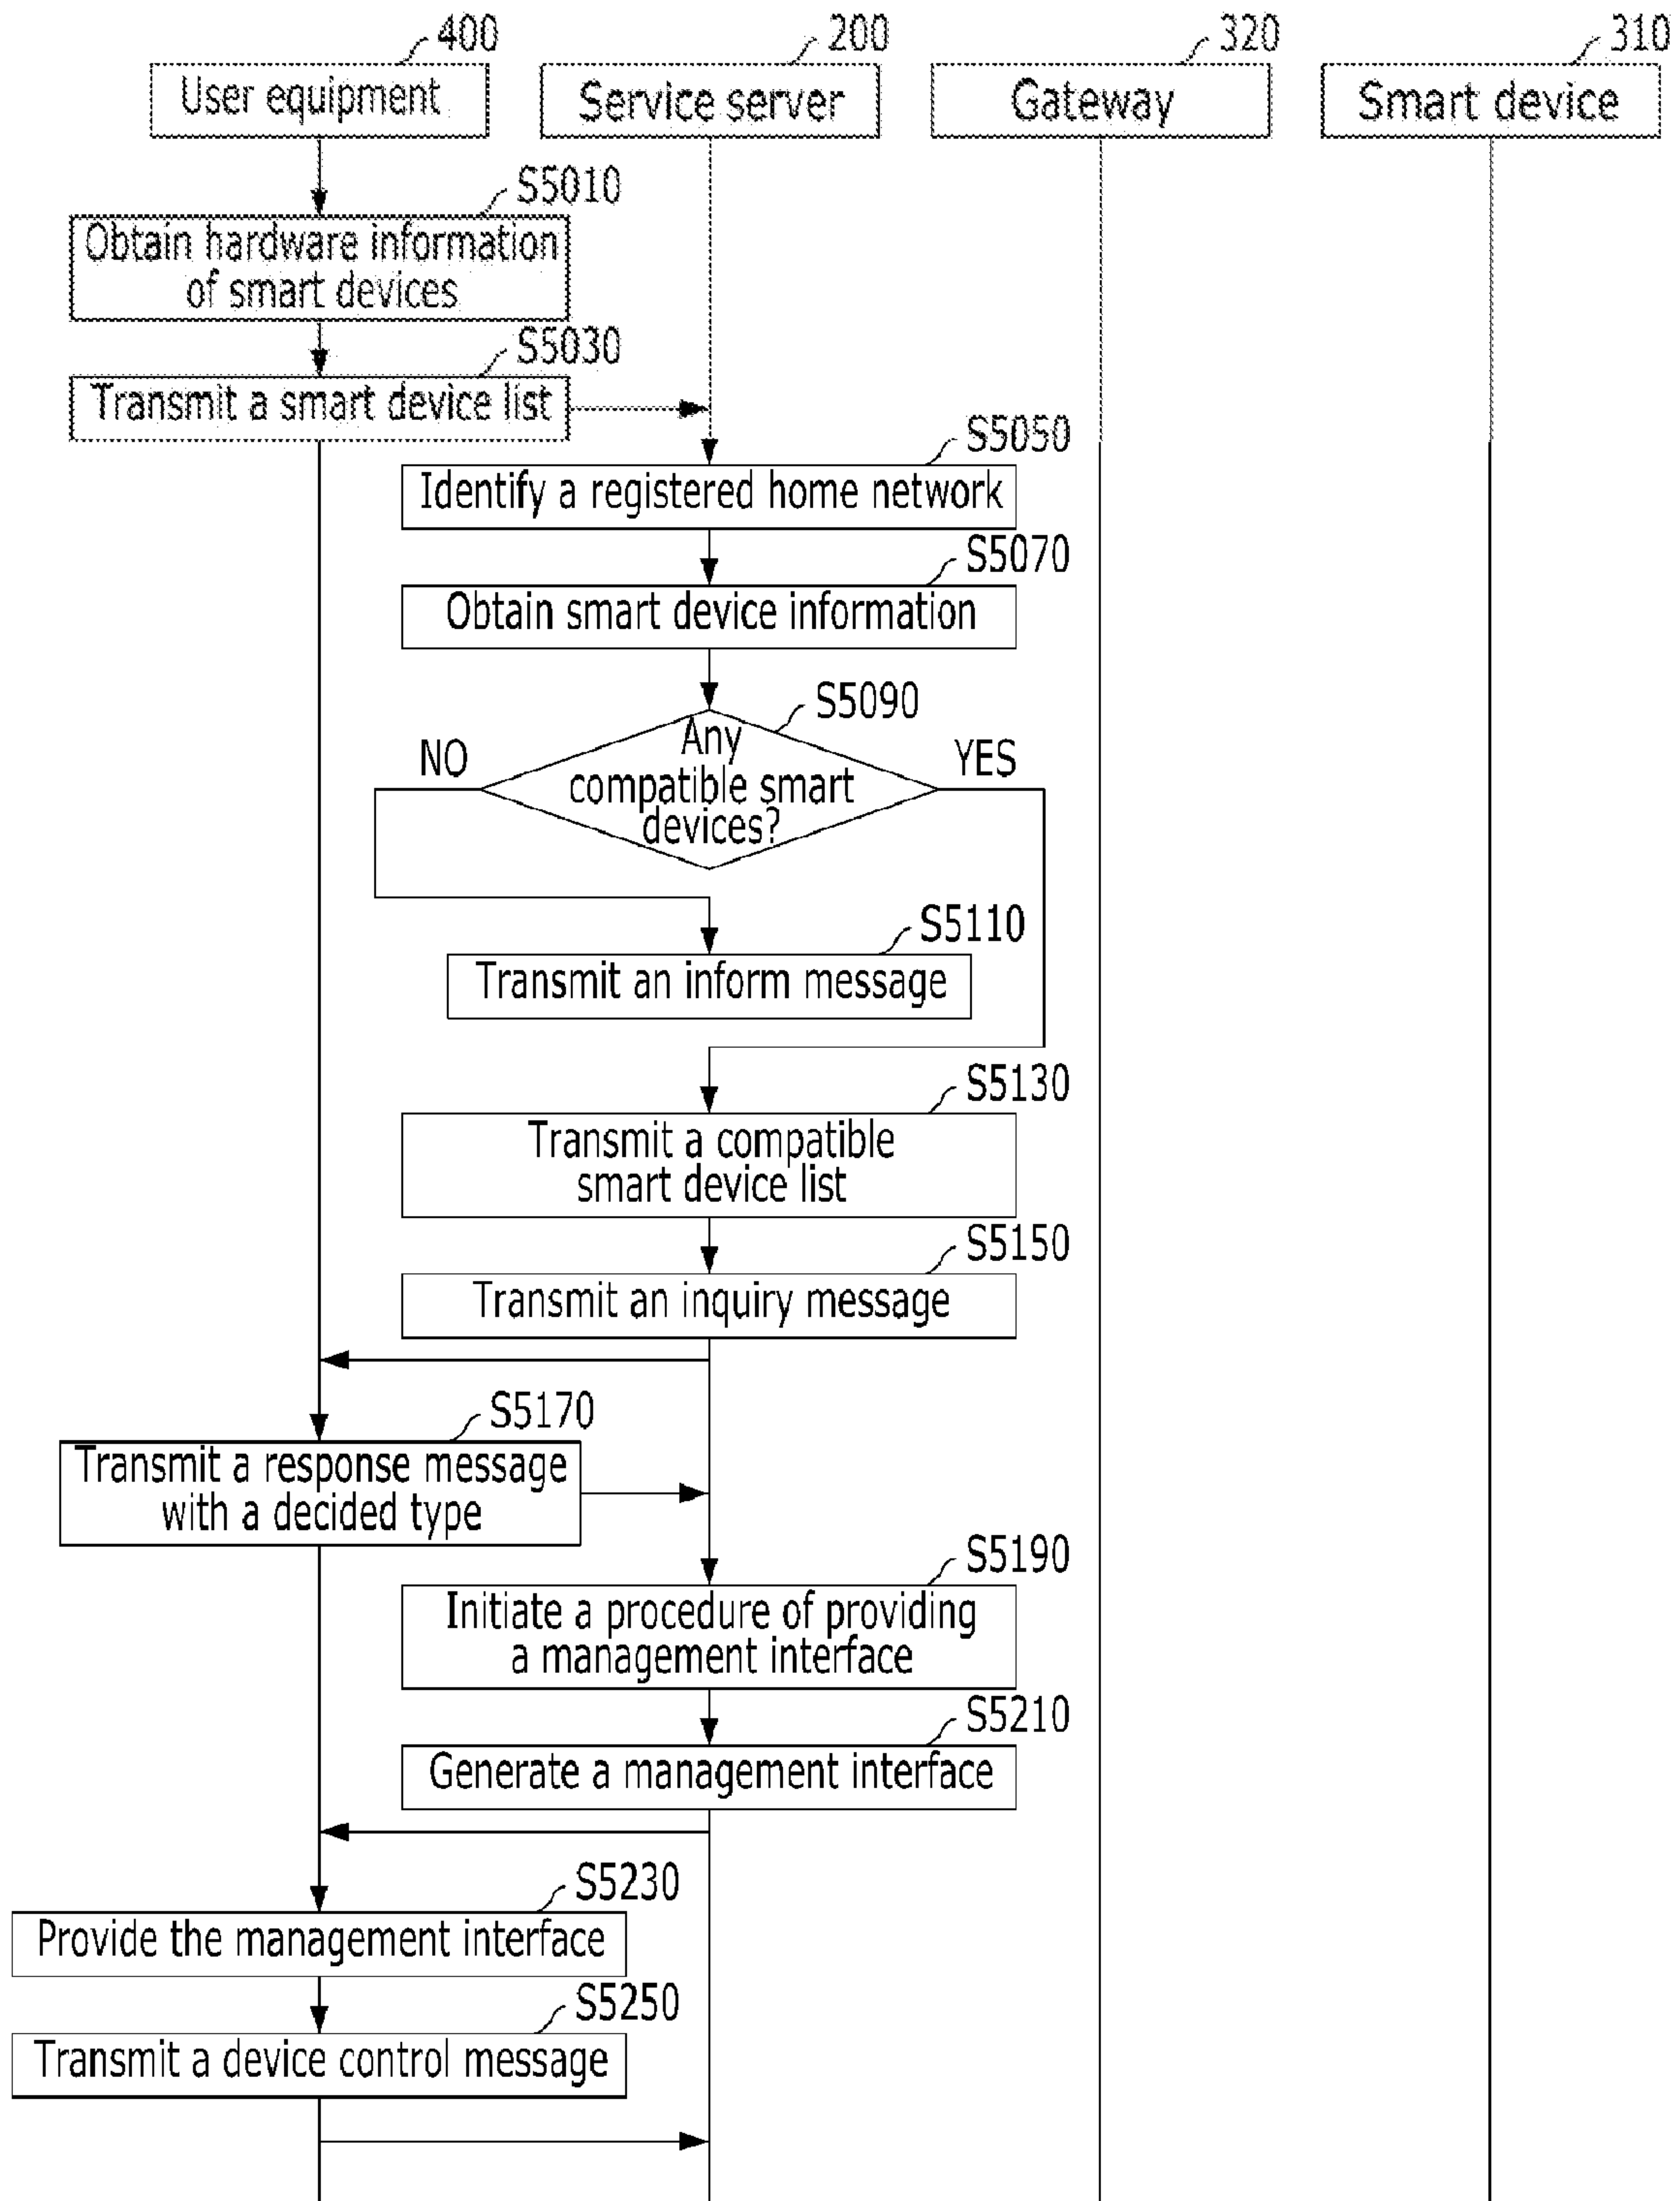 400
200
320
310
User equipment
Service server
Gateway
Smart device
S5010
Obtain hardware information
of smart devices
S5030
Transmit a smart device list
S5050
Identify a registered home network
S5070
Obtain smart device information
S5090
NO
Any
compatible smart
devices?
YES
S5110
Transmit an inform message
S5130
Transmit a compatible
smart device list
S5150
Transmit an inquiry message
S5170
Transmit a response message
with a decided type
S5190
Initiate a procedure of providing
a management interface
S5210
Generate a management interface
S5230
Provide the management interface
S5250
Transmit a device control message